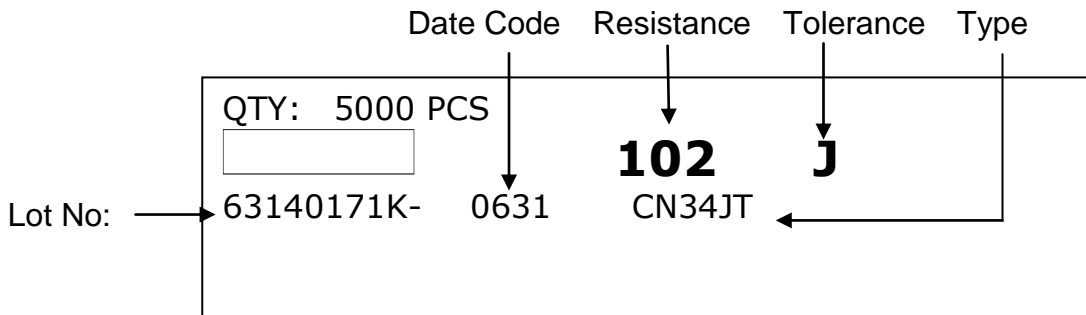 Date Code Resistance Tolerance Type
QTY: 5000 PCS
102 J
Lot No: 63140171K- 0631 CN34JT